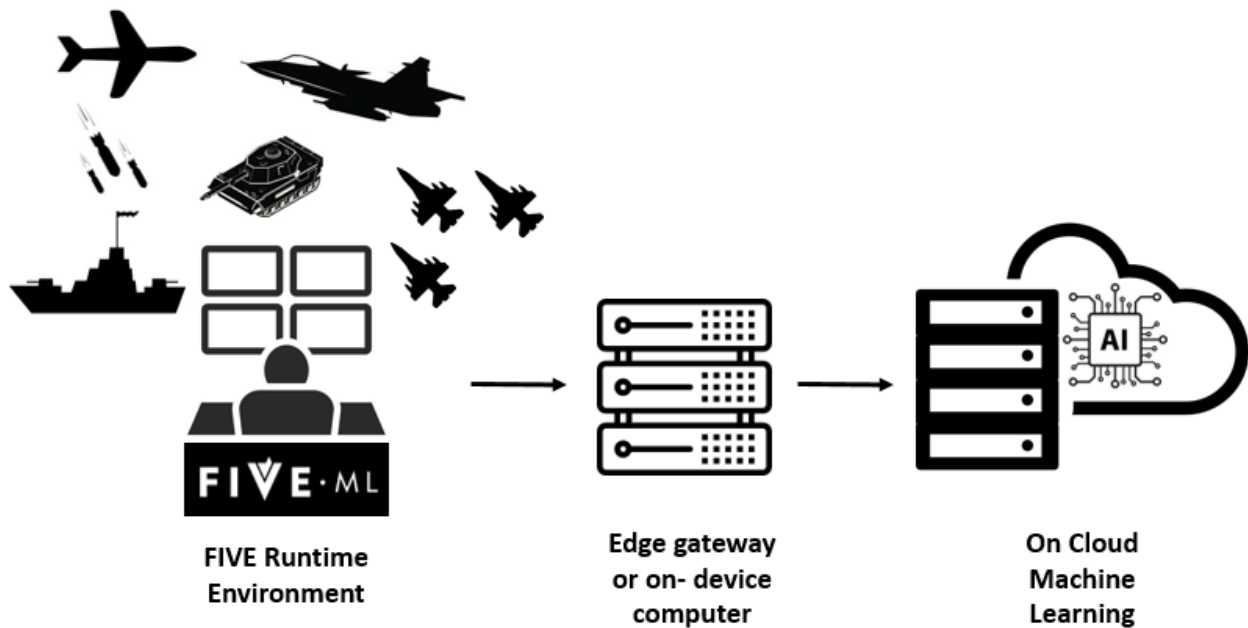 AI
FIVE·ML
FIVE Runtime
Environment
Edge gateway
or on- device
computer
On Cloud
Machine
Learning